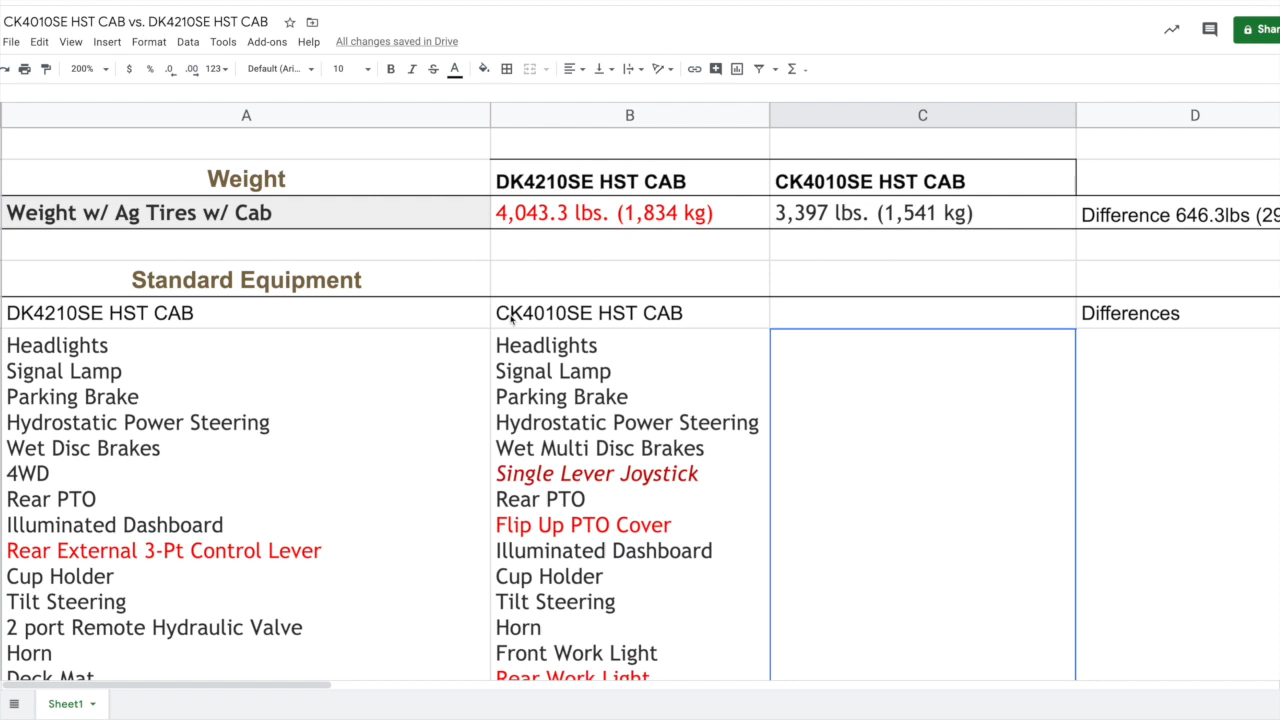 CK4010SE HST CAB vs. DK4210SE HST CAB
File Edit View Insert Format Data Tools Add-ons Help All changes saved in Drive
200% $ % .0 .00 123 Default (Ari... 10 B I S A
A B C D
Weight DK4210SE HST CAB CK4010SE HST CAB
Weight w/ Ag Tires w/ Cab 4,043.3 lbs. (1,834 kg) 3,397 lbs. (1,541 kg) Difference 646.3lbs (29
Standard Equipment
DK4210SE HST CAB CK4010SE HST CAB Differences
Headlights Headlights
Signal Lamp Signal Lamp
Parking Brake Parking Brake
Hydrostatic Power Steering Hydrostatic Power Steering
Wet Disc Brakes Wet Multi Disc Brakes
4WD Single Lever Joystick
Rear PTO Rear PTO
Illuminated Dashboard Flip Up PTO Cover
Rear External 3-Pt Control Lever Illuminated Dashboard
Cup Holder Cup Holder
Tilt Steering Tilt Steering
2 port Remote Hydraulic Valve Horn
Horn Front Work Light
Deck Mat Rear Work Light
Sheet1